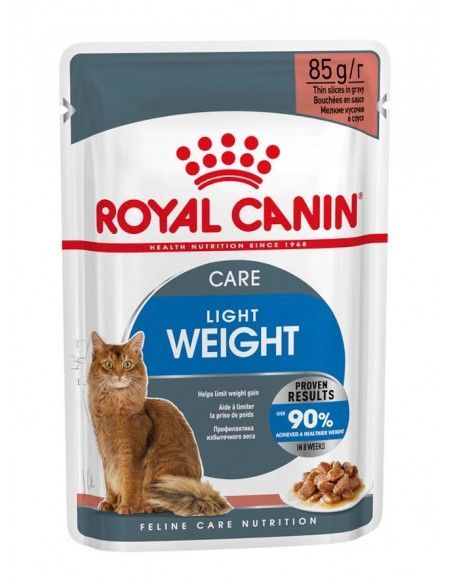 85 g/г
Thin slices in gravy
Bouchées en sauce
Мелкие кусочки
в соусе
ROYAL CANIN®
HEALTH NUTRITION SINCE 1968
CARE
LIGHT
WEIGHT
Helps limit weight gain
Aide à limiter
la prise de poids
Профилактика
избыточного веса
PROVEN
RESULTS
OVER
90%
ACHIEVED A HEALTHIER WEIGHT
IN 8 WEEKS
FELINE CARE NUTRITION